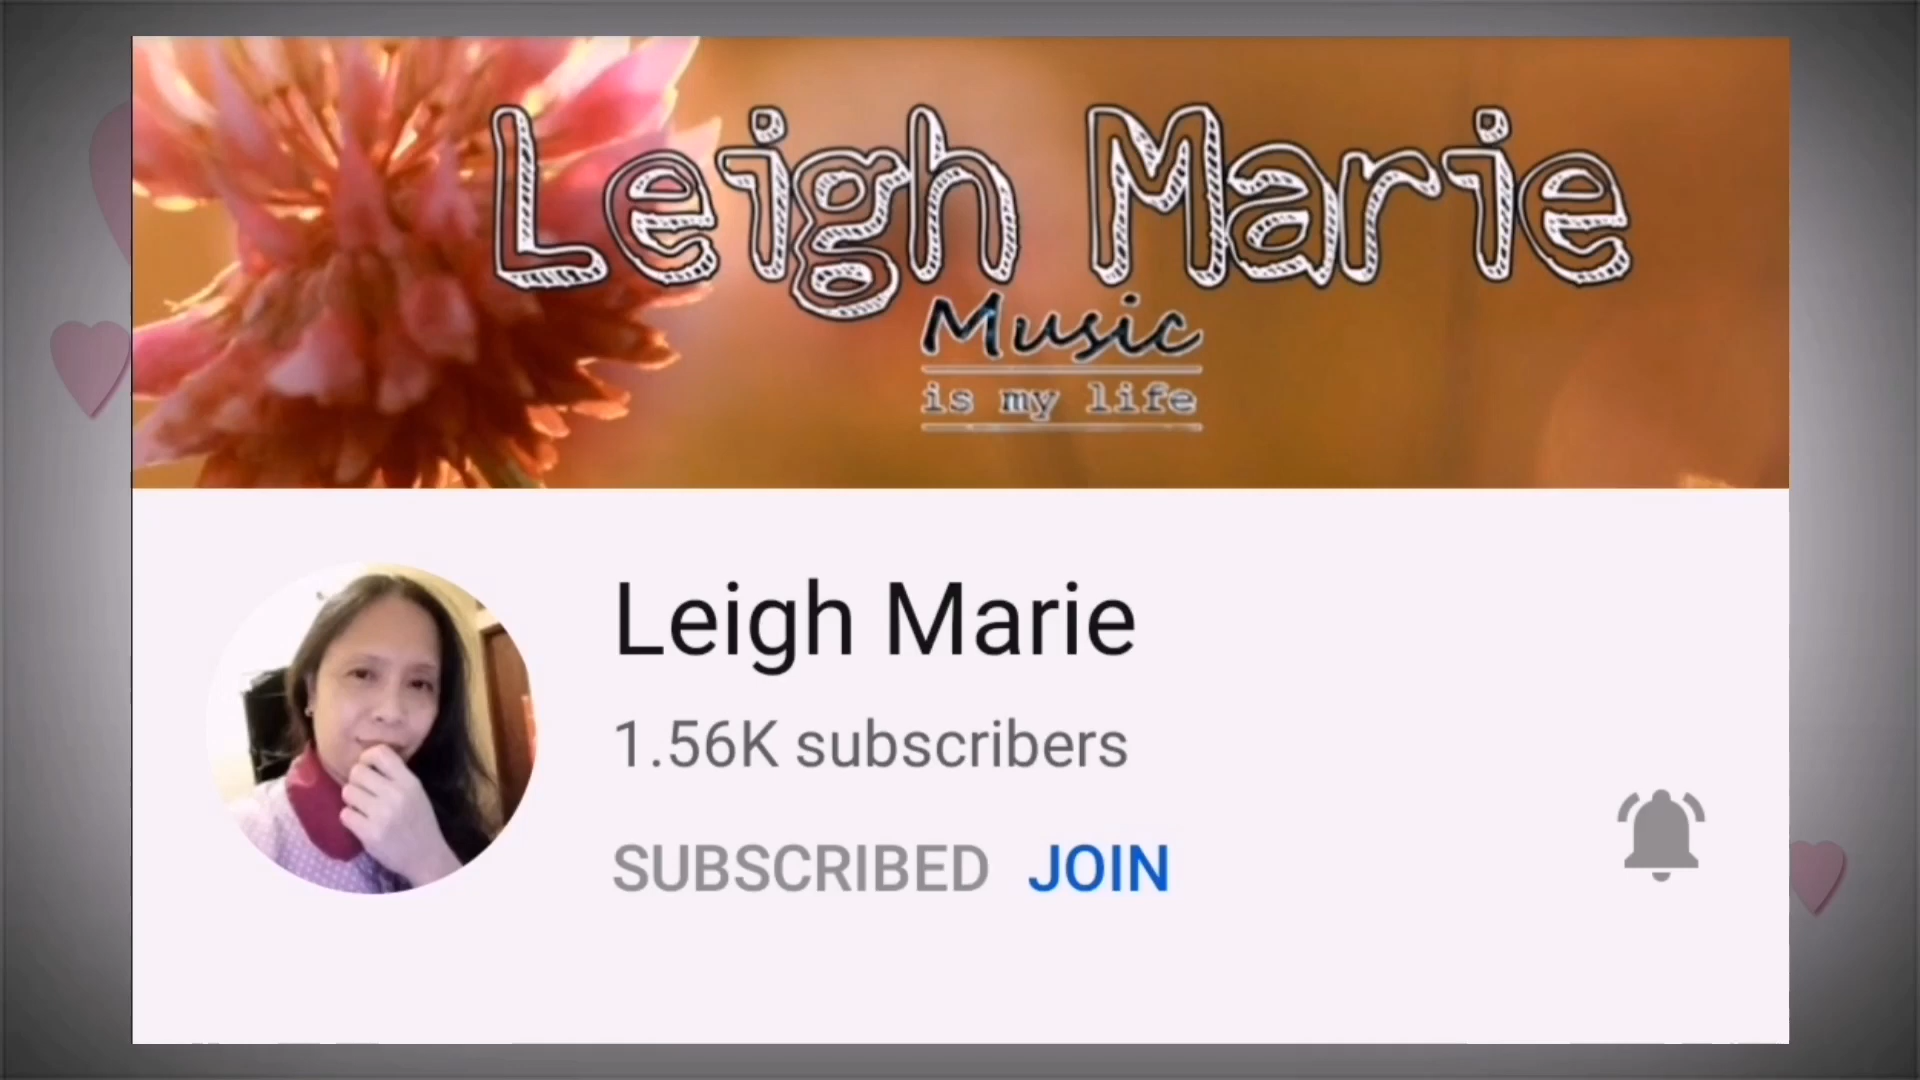 Leigh Marie
Music
is my life
Leigh Marie
1.56K subscribers
SUBSCRIBED JOIN